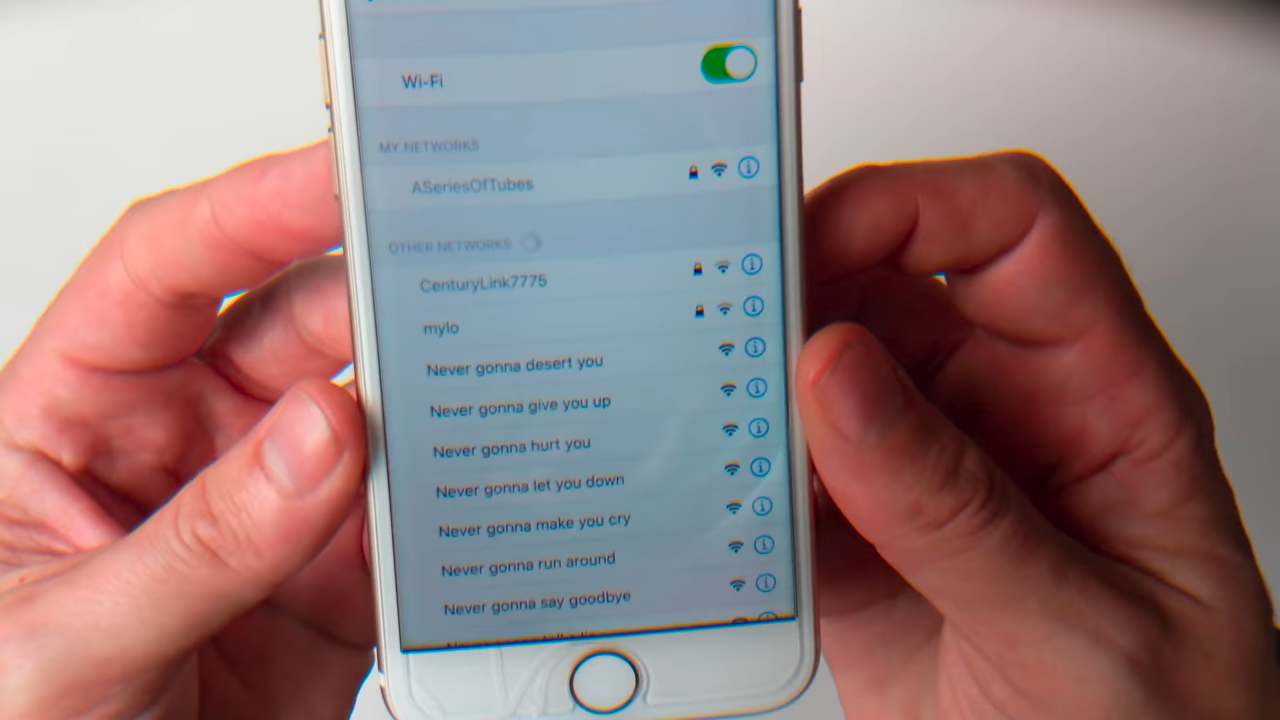 Wi-Fi
MY NETWORKS
ASeriesOfTubes
OTHER NETWORKS
CenturyLink7775
mylo
Never gonna desert you
Never gonna give you up
Never gonna hurt you
Never gonna let you down
Never gonna make you cry
Never gonna run around
Never gonna say goodbye